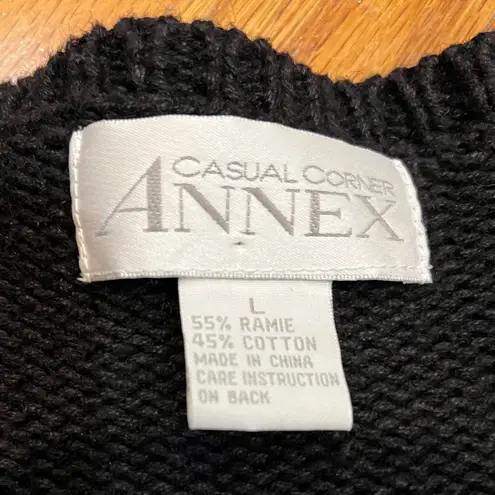 CASUAL CORNER
ANNEX
L
55% RAMIE
45% COTTON
MADE IN CHINA
CARE INSTRUCTION
ON BACK